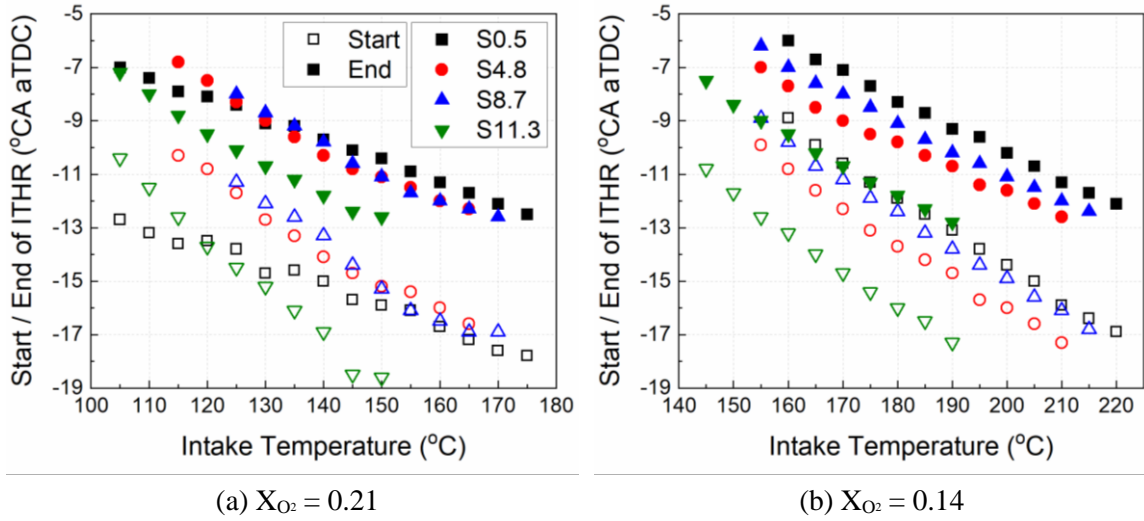 Start / End of ITHR (°CA aTDC)
-5
-7
-9
-11
-13
-15
-17
-19
100 110 120 130 140 150 160 170 180
Intake Temperature (°C)
Start
End
S0.5
S4.8
S8.7
S11.3
(a) X_O₂ = 0.21
Start / End of ITHR (°CA aTDC)
-5
-7
-9
-11
-13
-15
-17
-19
140 150 160 170 180 190 200 210 220
Intake Temperature (°C)
(b) X_O₂ = 0.14